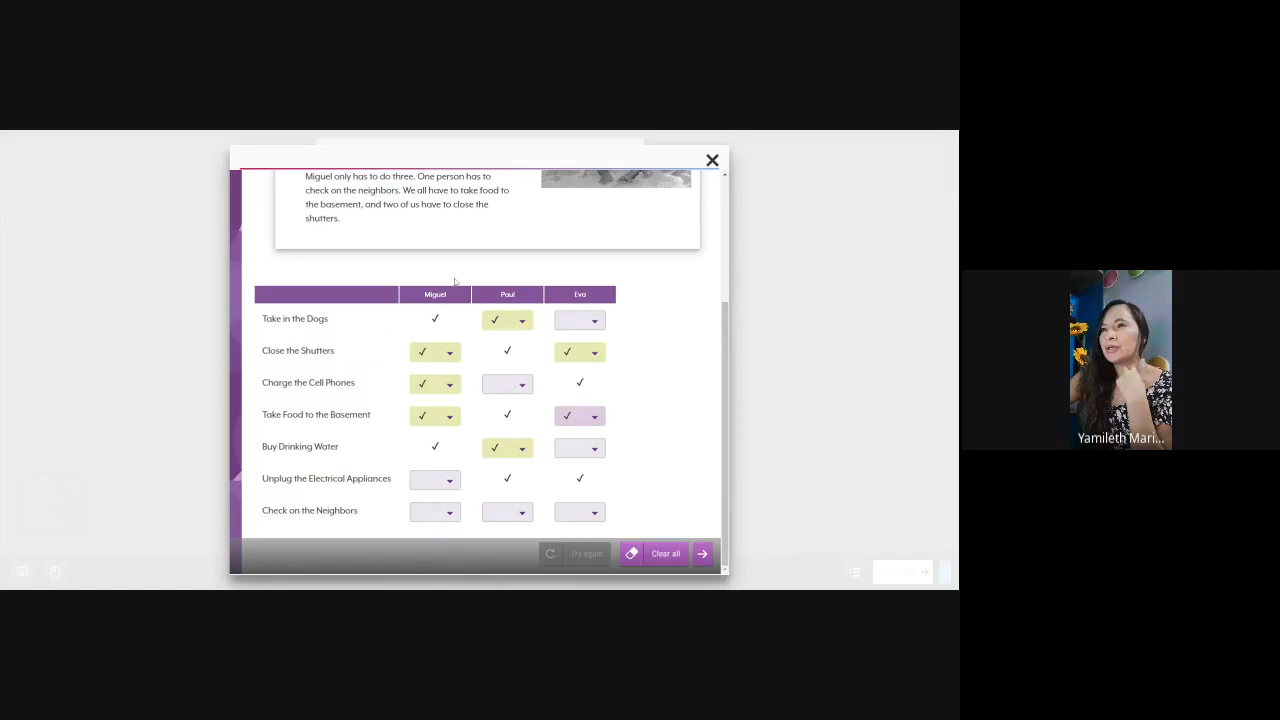 Miguel only has to do three. One person has to
check on the neighbors. We all have to take food to
the basement, and two of us have to close the
shutters.
Miguel Paul Eva
Take in the Dogs ✓ ✓
Close the Shutters ✓ ✓ ✓
Charge the Cell Phones ✓ ✓
Take Food to the Basement ✓ ✓ ✓
Buy Drinking Water ✓ ✓
Unplug the Electrical Appliances ✓ ✓
Check on the Neighbors
Try again Clear all
Yamileth Mari...